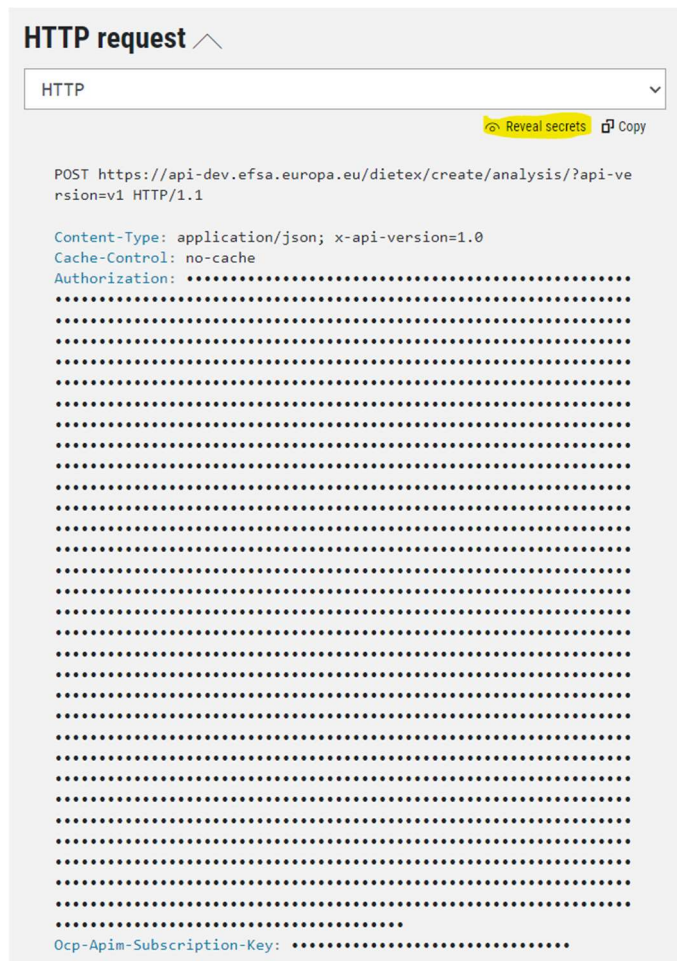 HTTP request
HTTP
Reveal secrets Copy
POST https://api-dev.efsa.europa.eu/dietex/create/analysis/?api-ve
rsion=v1 HTTP/1.1
Content-Type: application/json; x-api-version=1.0
Cache-Control: no-cache
Authorization:
Ocp-Apim-Subscription-Key: